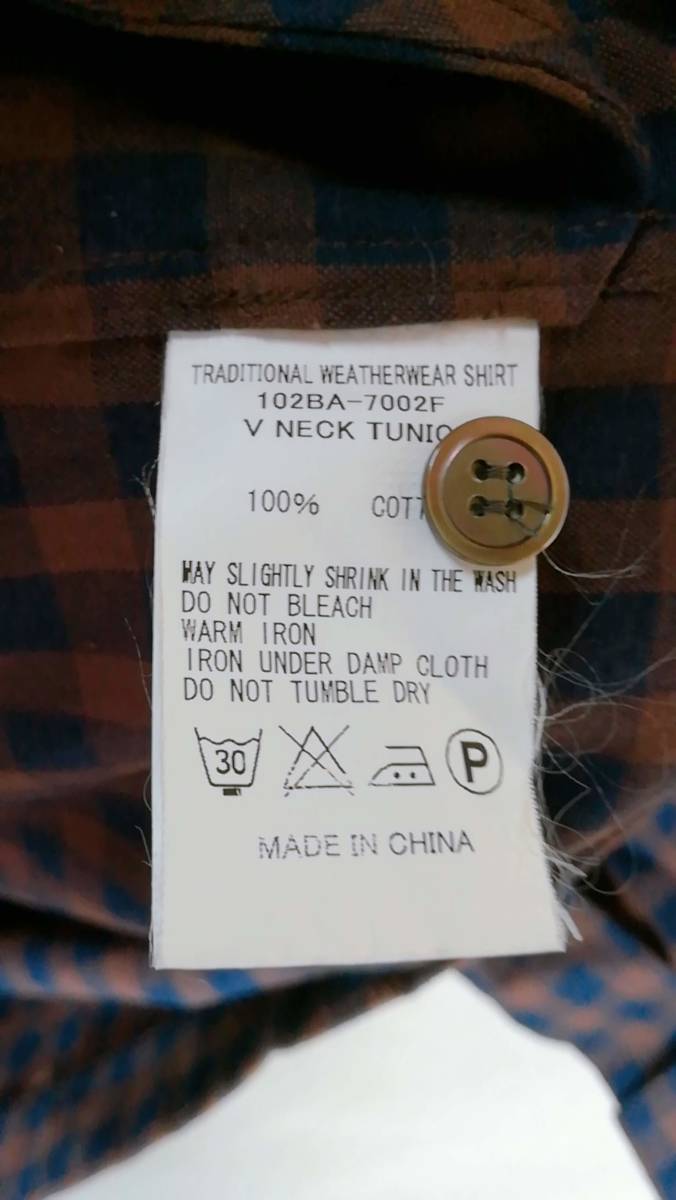 TRADITIONAL WEATHERWEAR SHIRT
102BA-7002F
V NECK TUNIC
100% COTT
MAY SLIGHTLY SHRINK IN THE WASH
DO NOT BLEACH
WARM IRON
IRON UNDER DAMP CLOTH
DO NOT TUMBLE DRY
30 P
MADE IN CHINA